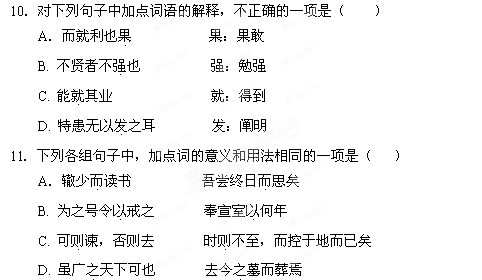 10. 对下列句子中加点词语的解释，不正确的一项是（　　）
A. 而就利也果　　果：果敢
B. 不贤者不强也　　强：勉强
C. 能就其业　　就：得到
D. 特患无以发之耳　　发：阐明
11. 下列各组句子中，加点词的意义和用法相同的一项是（　　）
A. 辙少而读书　　吾尝终日而思矣
B. 为之号令以戒之　　奉宣室以何年
C. 可则谏，否则去　　时则不至，而控于地而已矣
D. 虽广之天下可也　　去今之墓而葬焉